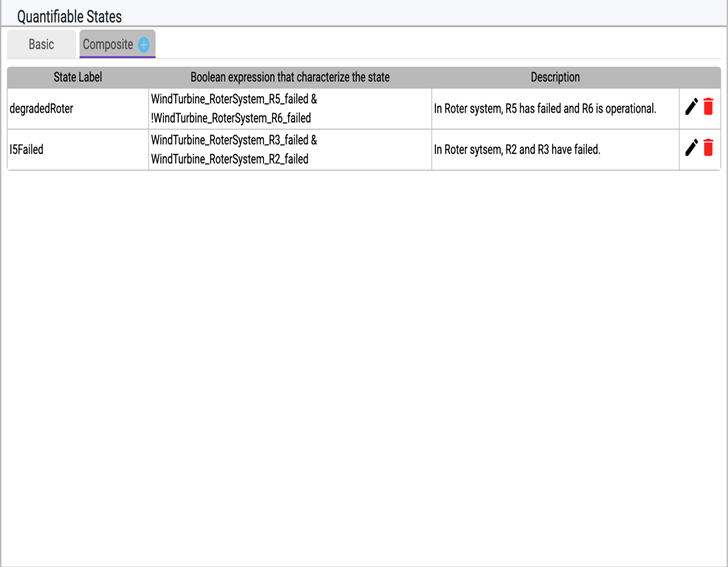 Quantifiable States
Basic
Composite
State Label
Boolean expression that characterize the state
Description
degradedRoter
WindTurbine_RoterSystem_R5_failed &
!WindTurbine_RoterSystem_R6_failed
In Roter system, R5 has failed and R6 is operational.
I5Failed
WindTurbine_RoterSystem_R3_failed &
WindTurbine_RoterSystem_R2_failed
In Roter sytsem, R2 and R3 have failed.